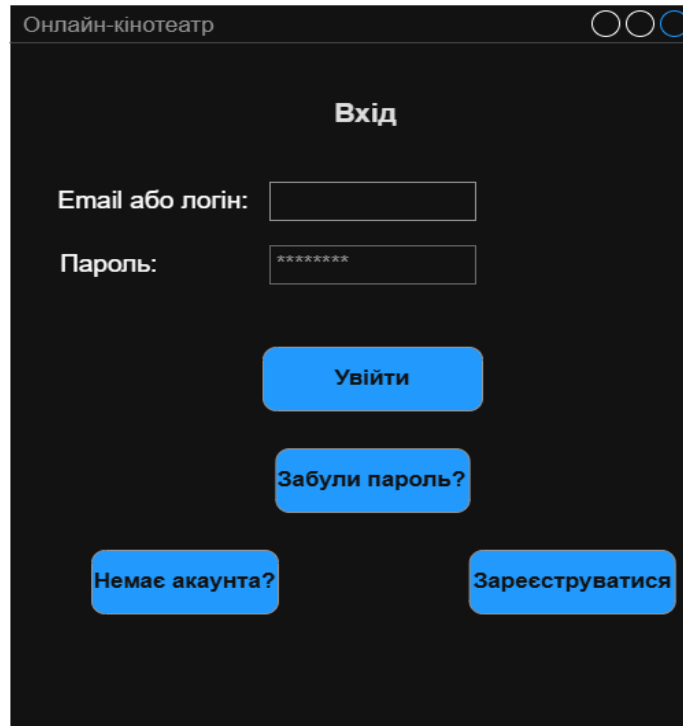 Онлайн-кінотеатр
Вхід
Email або логін:
Пароль:
********
Увійти
Забули пароль?
Немає акаунта?
Зареєструватися